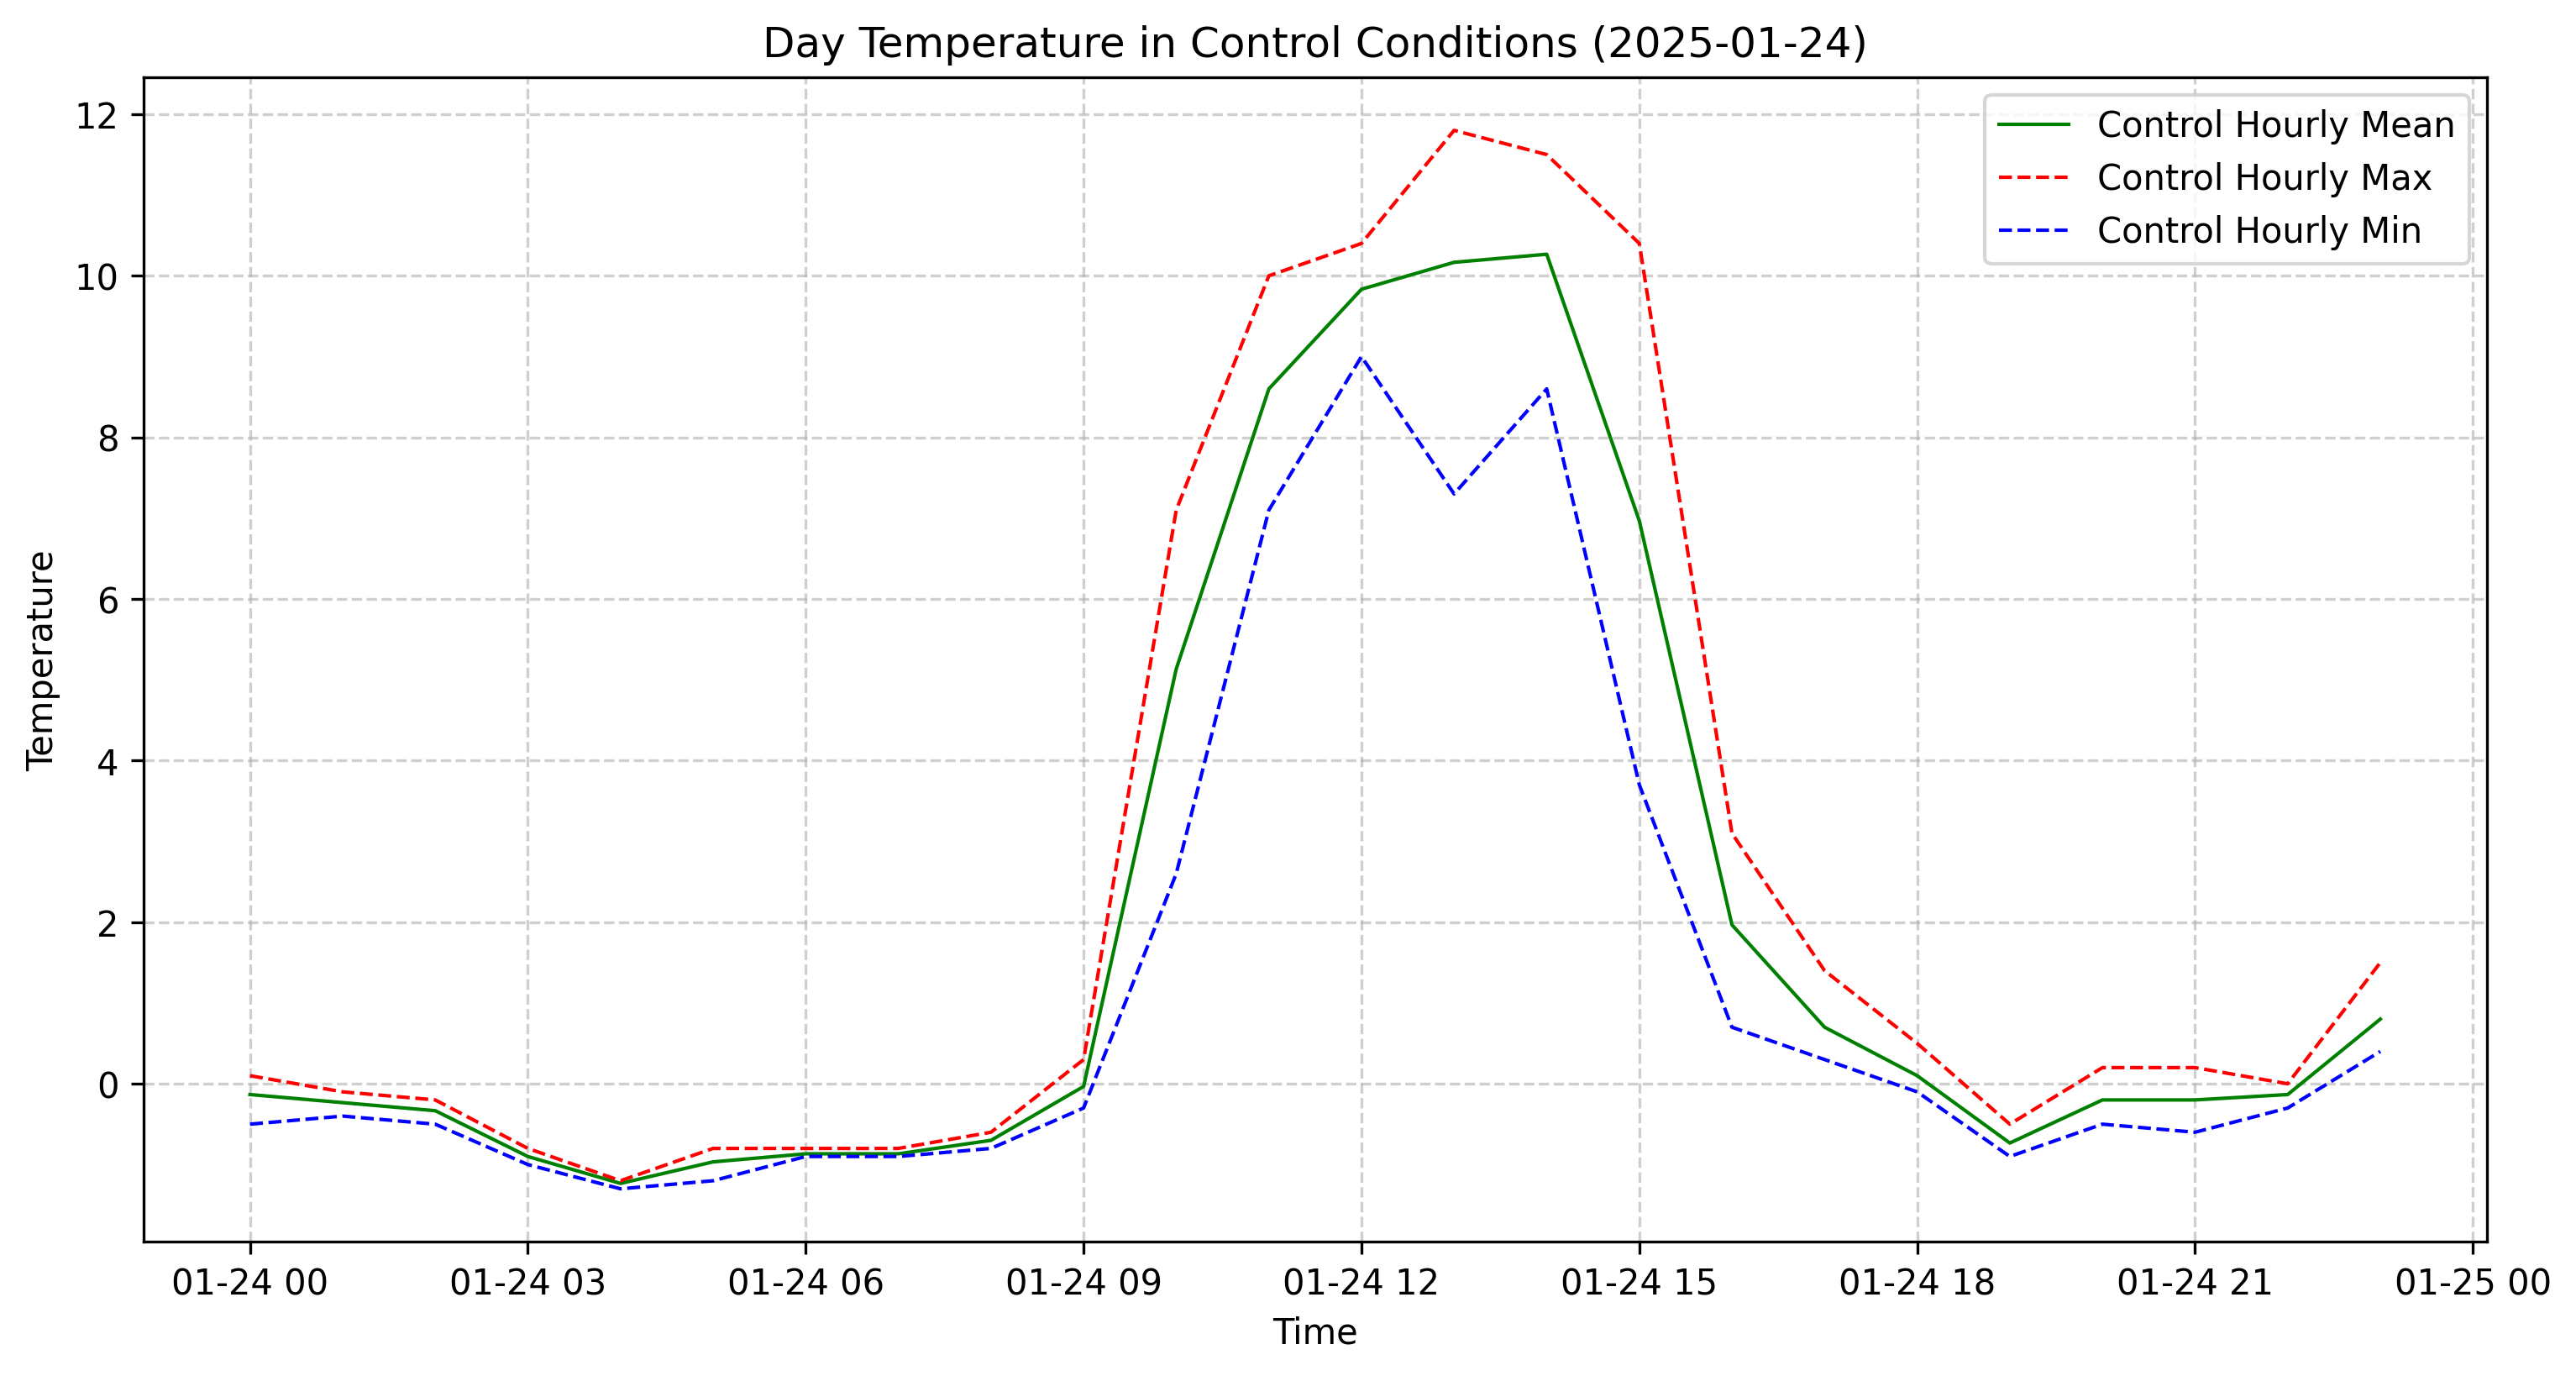 Day Temperature in Control Conditions (2025-01-24)
Control Hourly Mean
Control Hourly Max
Control Hourly Min
Temperature
12
10
8
6
4
2
0
01-24 00 01-24 03 01-24 06 01-24 09 01-24 12 01-24 15 01-24 18 01-24 21 01-25 00
Time